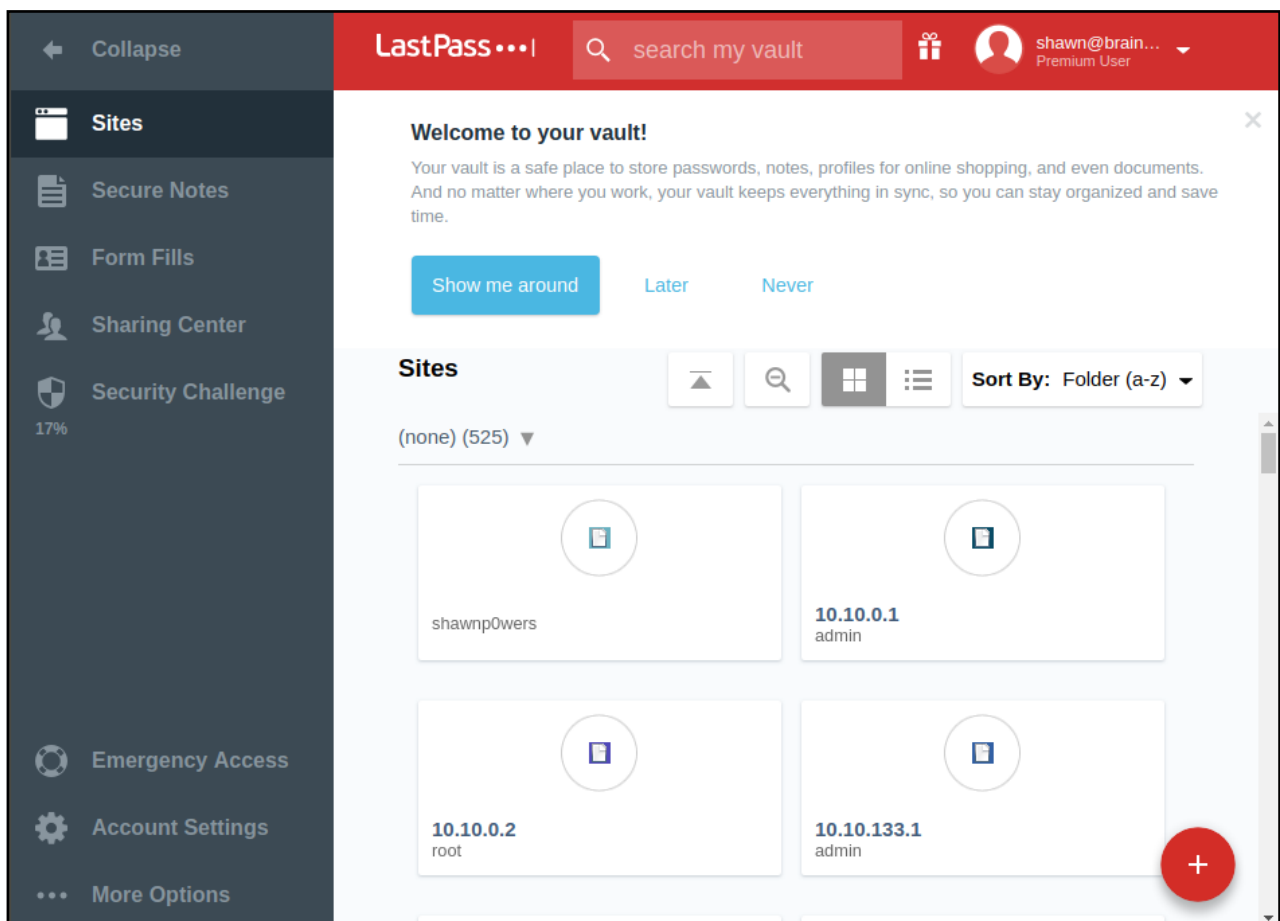 Collapse
Sites
Secure Notes
Form Fills
Sharing Center
Security Challenge
17%
Emergency Access
Account Settings
More Options
LastPass
search my vault
shawn@brain...
Premium User
Welcome to your vault!
Your vault is a safe place to store passwords, notes, profiles for online shopping, and even documents.
And no matter where you work, your vault keeps everything in sync, so you can stay organized and save
time.
Show me around Later Never
Sites
Sort By: Folder (a-z)
(none) (525)
shawnp0wers
10.10.0.1
admin
10.10.0.2
root
10.10.133.1
admin
+